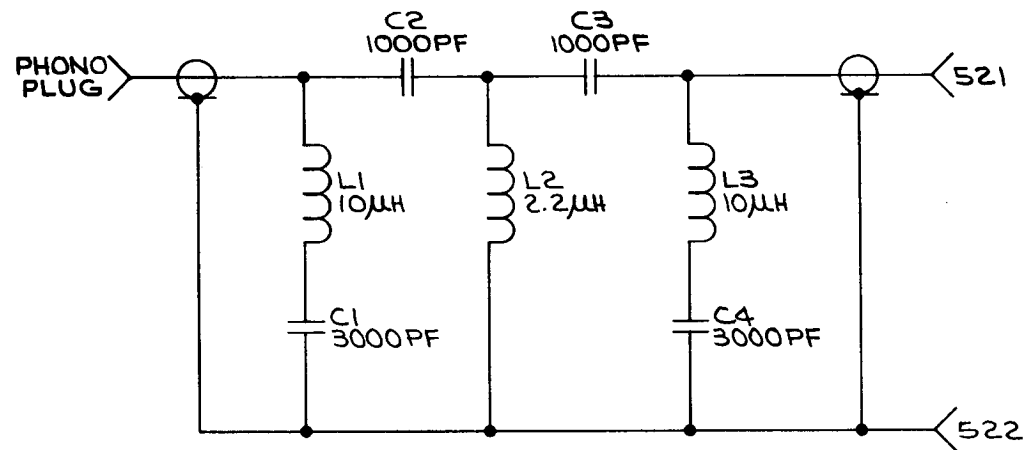 C2
1000PF
C3
1000PF
PHONO
PLUG
521
L1
10µH
L2
2.2µH
L3
10µH
C1
3000PF
C4
3000PF
522